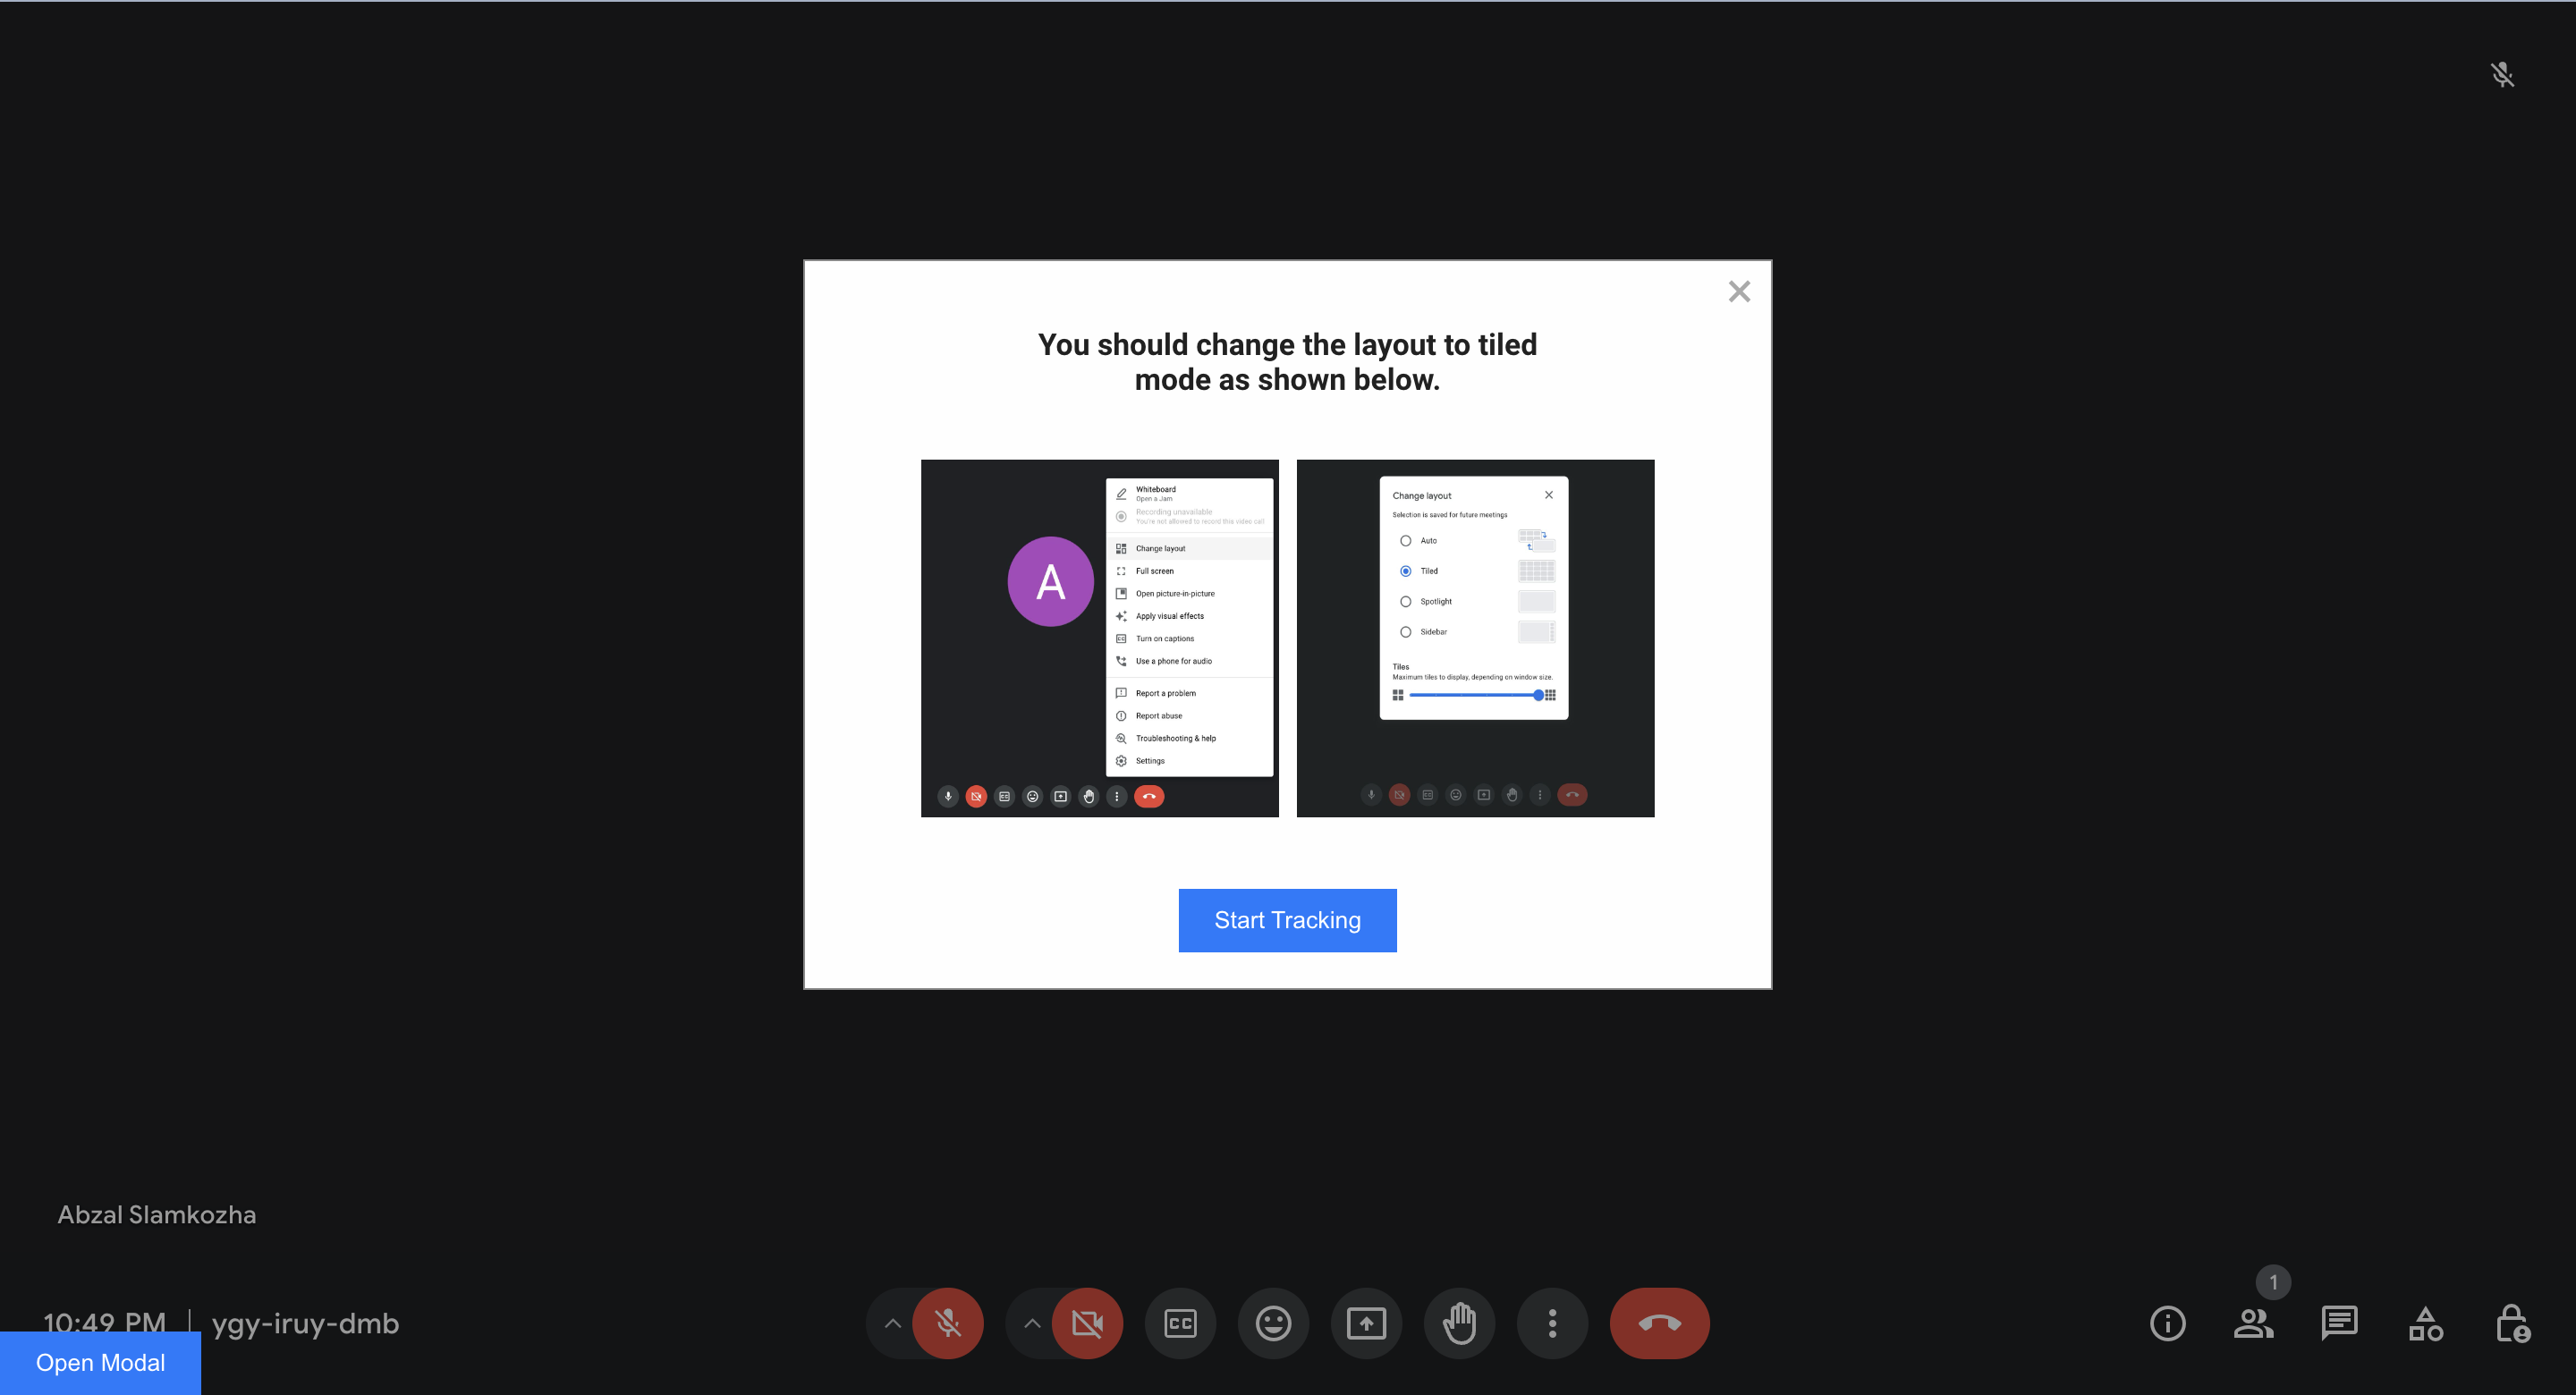 You should change the layout to tiled
mode as shown below.
Whiteboard
Open a Jam
Recording unavailable
You're not allowed to record this video call
Change layout
Full screen
Open picture-in-picture
Apply visual effects
Turn on captions
Use a phone for audio
Report a problem
Report abuse
Troubleshooting & help
Settings
A
Change layout
Selection is saved for future meetings
Auto
Tiled
Spotlight
Sidebar
Tiles
Maximum tiles to display, depending on window size.
Start Tracking
Abzal Slamkozha
10:49 PM | ygy-iruy-dmb
CC
1
Open Modal